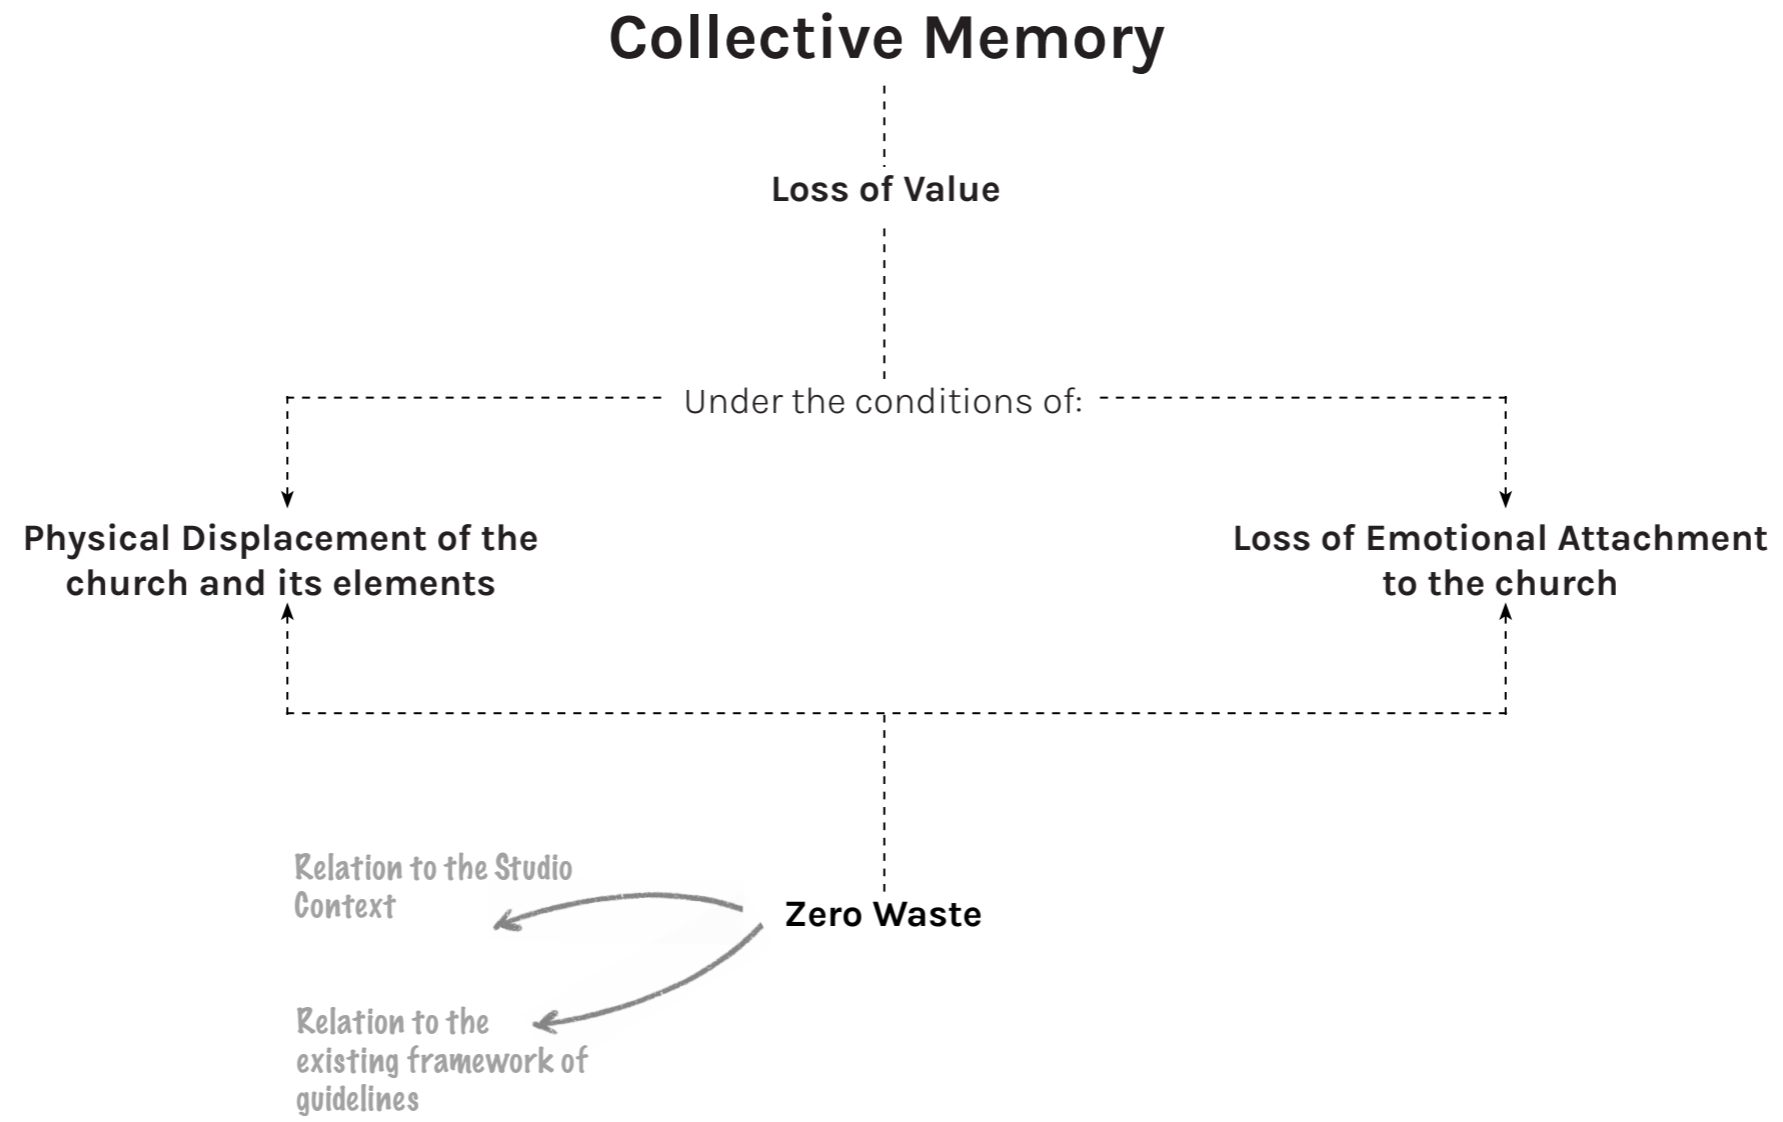 Collective Memory
Loss of Value
Under the conditions of:
Physical Displacement of the
church and its elements
Loss of Emotional Attachment
to the church
Relation to the Studio
Context
Zero Waste
Relation to the
existing framework of
guidelines